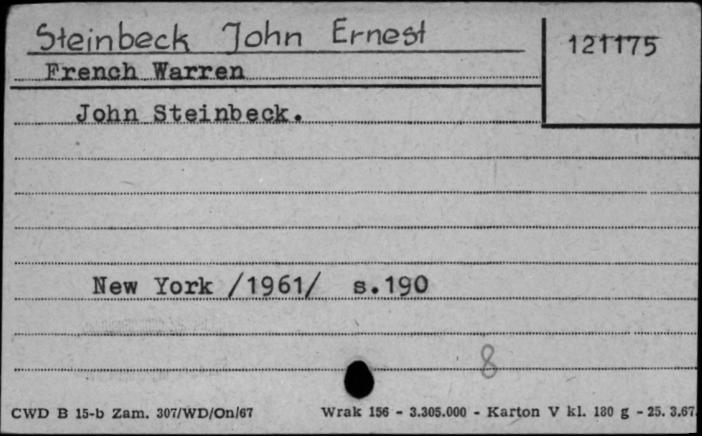 Steinbeck John Ernest
121175
French Warren
John Steinbeck.
New York /1961/ s.190
8
CWD B 15-b Zam. 307/WD/On/67 Wrak 156 - 3.305.000 - Karton V kl. 180 g - 25. 3.67.